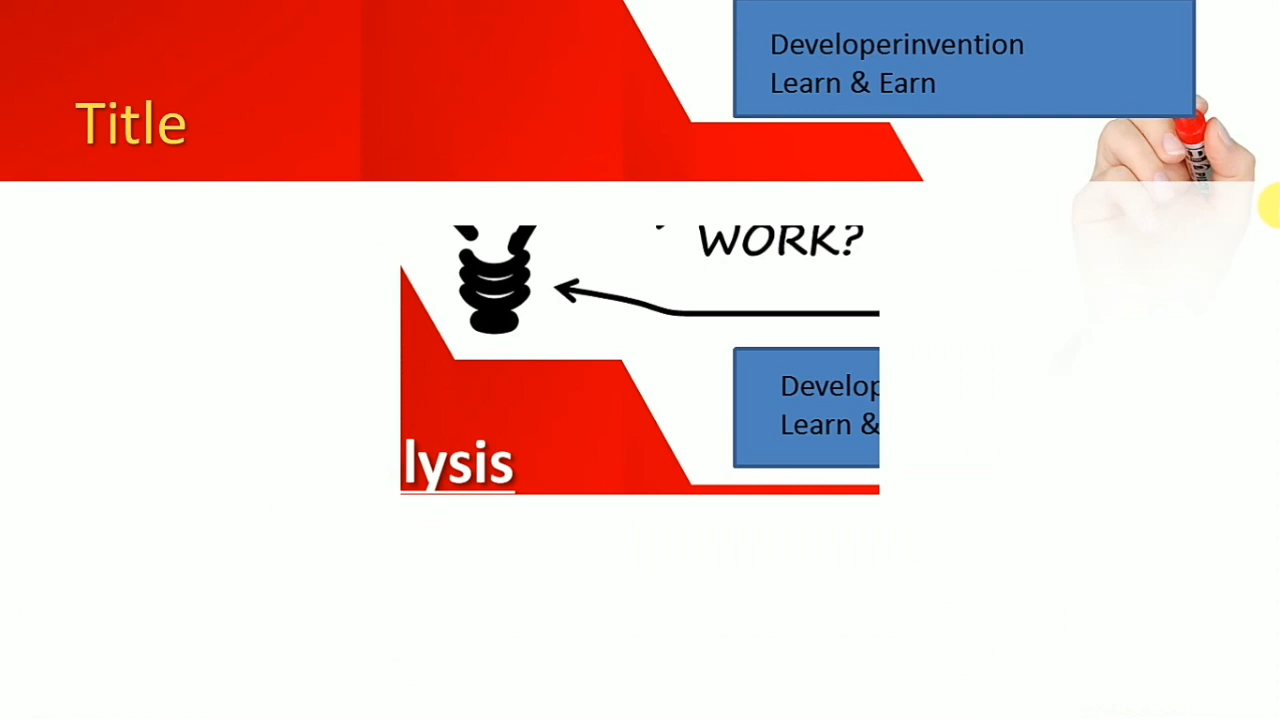 Developerinvention
Learn & Earn
Title
WORK?
Develop
Learn &
lysis